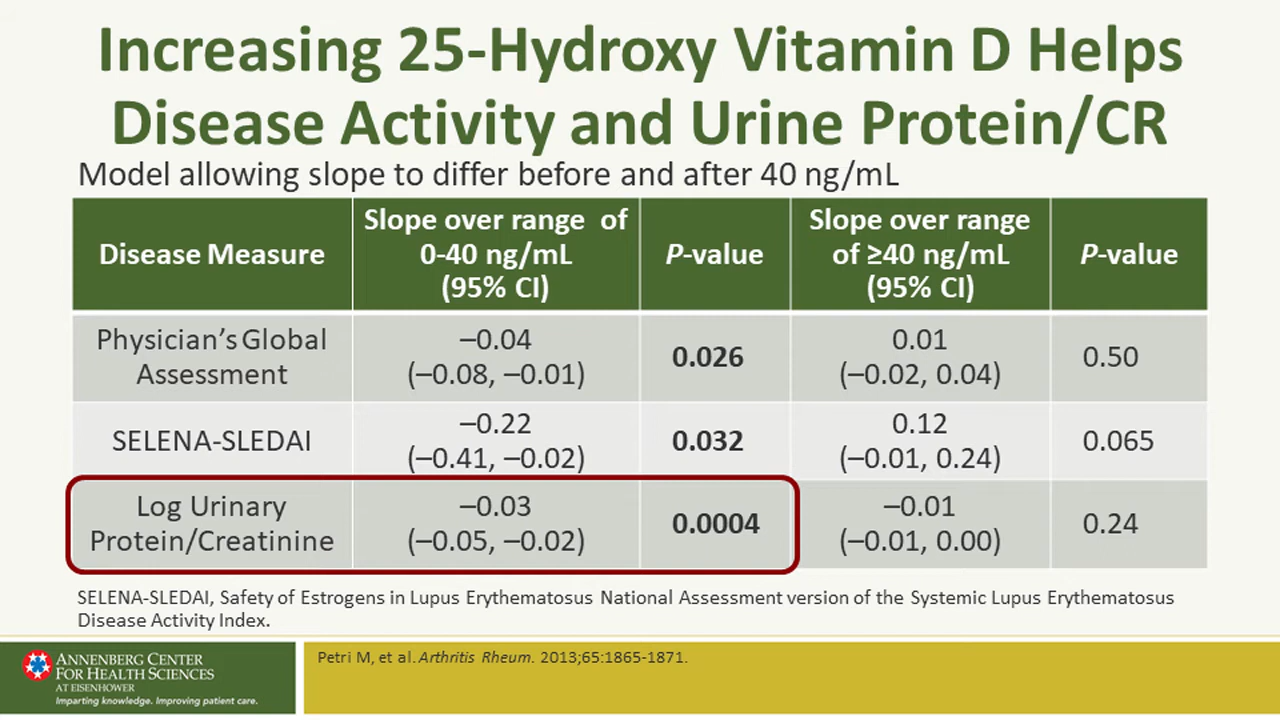 Increasing 25-Hydroxy Vitamin D Helps
Disease Activity and Urine Protein/CR
Model allowing slope to differ before and after 40 ng/mL
Disease Measure
Slope over range of
0-40 ng/mL
(95% CI)
P-value
Slope over range
of ≥40 ng/mL
(95% CI)
P-value
Physician’s Global
Assessment
–0.04
(–0.08, –0.01)
0.026
0.01
(–0.02, 0.04)
0.50
SELENA-SLEDAI
–0.22
(–0.41, –0.02)
0.032
0.12
(–0.01, 0.24)
0.065
Log Urinary
Protein/Creatinine
–0.03
(–0.05, –0.02)
0.0004
–0.01
(–0.01, 0.00)
0.24
SELENA-SLEDAI, Safety of Estrogens in Lupus Erythematosus National Assessment version of the Systemic Lupus Erythematosus
Disease Activity Index.
ANNENBERG CENTER
FOR HEALTH SCIENCES
AT EISENHOWER
Imparting knowledge. Improving patient care.
Petri M, et al. Arthritis Rheum. 2013;65:1865-1871.